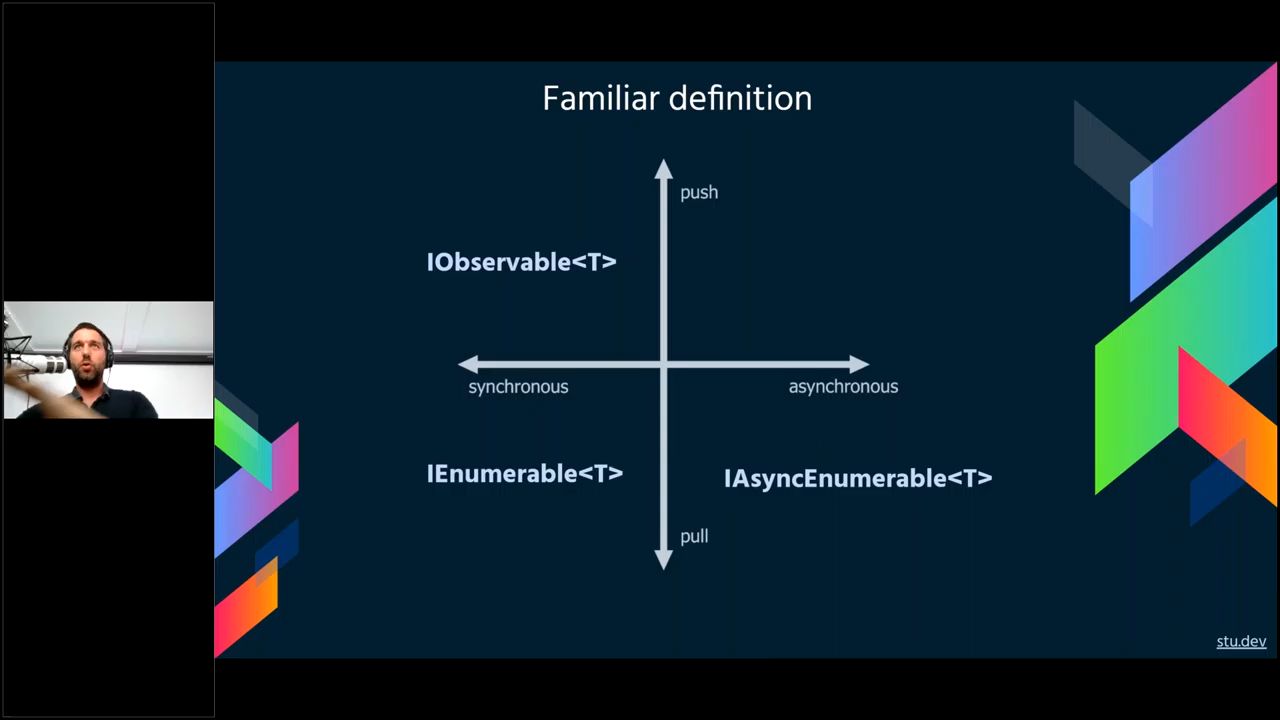 Familiar definition
push
IObservable<T>
synchronous
asynchronous
IEnumerable<T>
IAsyncEnumerable<T>
pull
stu.dev